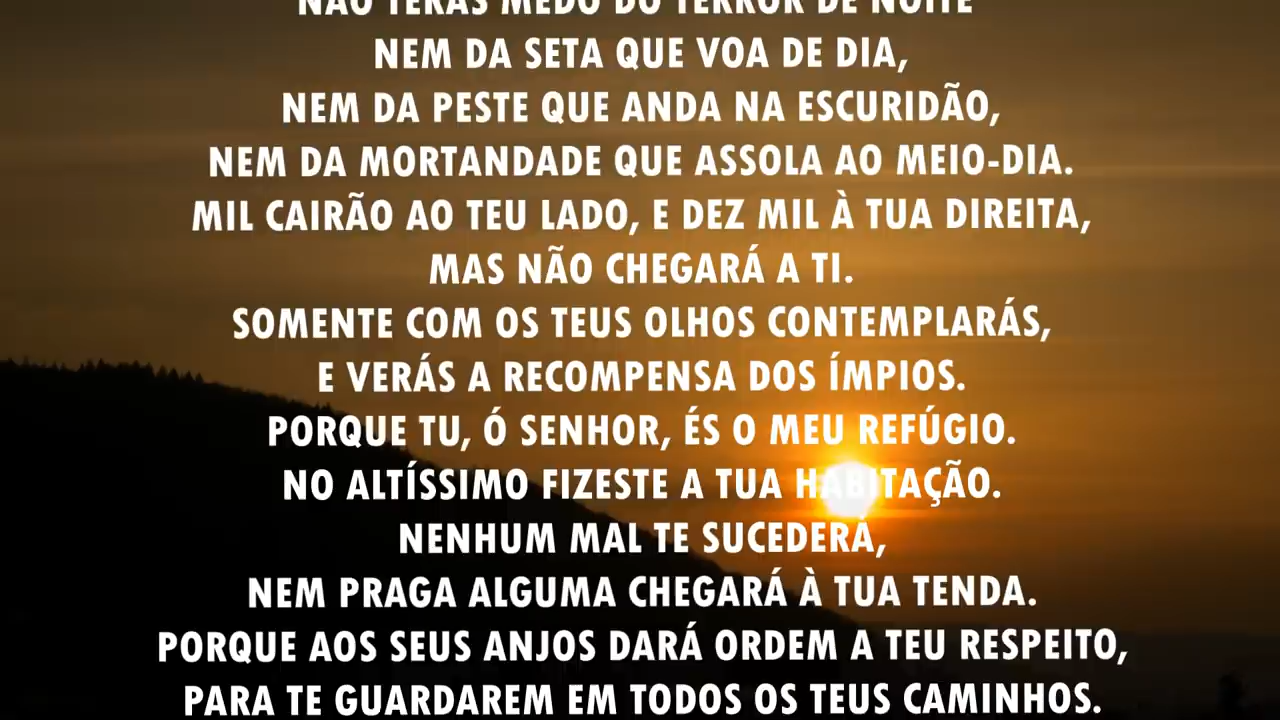 NÃO TERÁS MEDO DO TERROR DE NOITE
NEM DA SETA QUE VOA DE DIA,
NEM DA PESTE QUE ANDA NA ESCURIDÃO,
NEM DA MORTANDADE QUE ASSOLA AO MEIO-DIA.
MIL CAIRÃO AO TEU LADO, E DEZ MIL À TUA DIREITA,
MAS NÃO CHEGARÁ A TI.
SOMENTE COM OS TEUS OLHOS CONTEMPLARÁS,
E VERÁS A RECOMPENSA DOS ÍMPIOS.
PORQUE TU, Ó SENHOR, ÉS O MEU REFÚGIO.
NO ALTÍSSIMO FIZESTE A TUA HABITAÇÃO.
NENHUM MAL TE SUCEDERÁ,
NEM PRAGA ALGUMA CHEGARÁ À TUA TENDA.
PORQUE AOS SEUS ANJOS DARÁ ORDEM A TEU RESPEITO,
PARA TE GUARDAREM EM TODOS OS TEUS CAMINHOS.